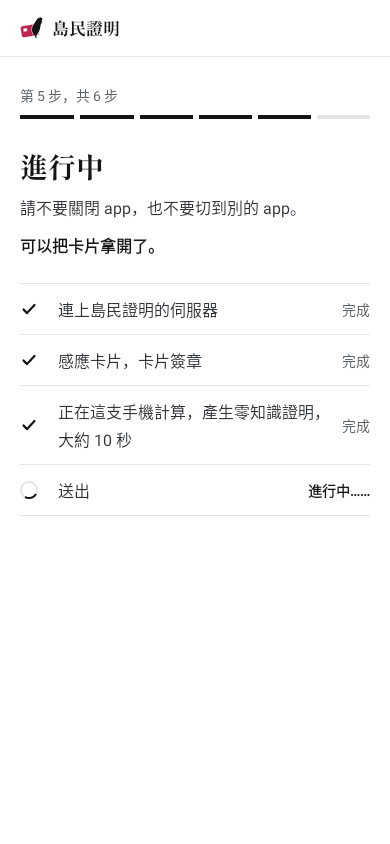 島民證明
第 5 步，共 6 步
進行中
請不要關閉 app，也不要切到別的 app。
可以把卡片拿開了。
連上島民證明的伺服器 完成
感應卡片，卡片簽章 完成
正在這支手機計算，產生零知識證明，
大約 10 秒 完成
送出 進行中……